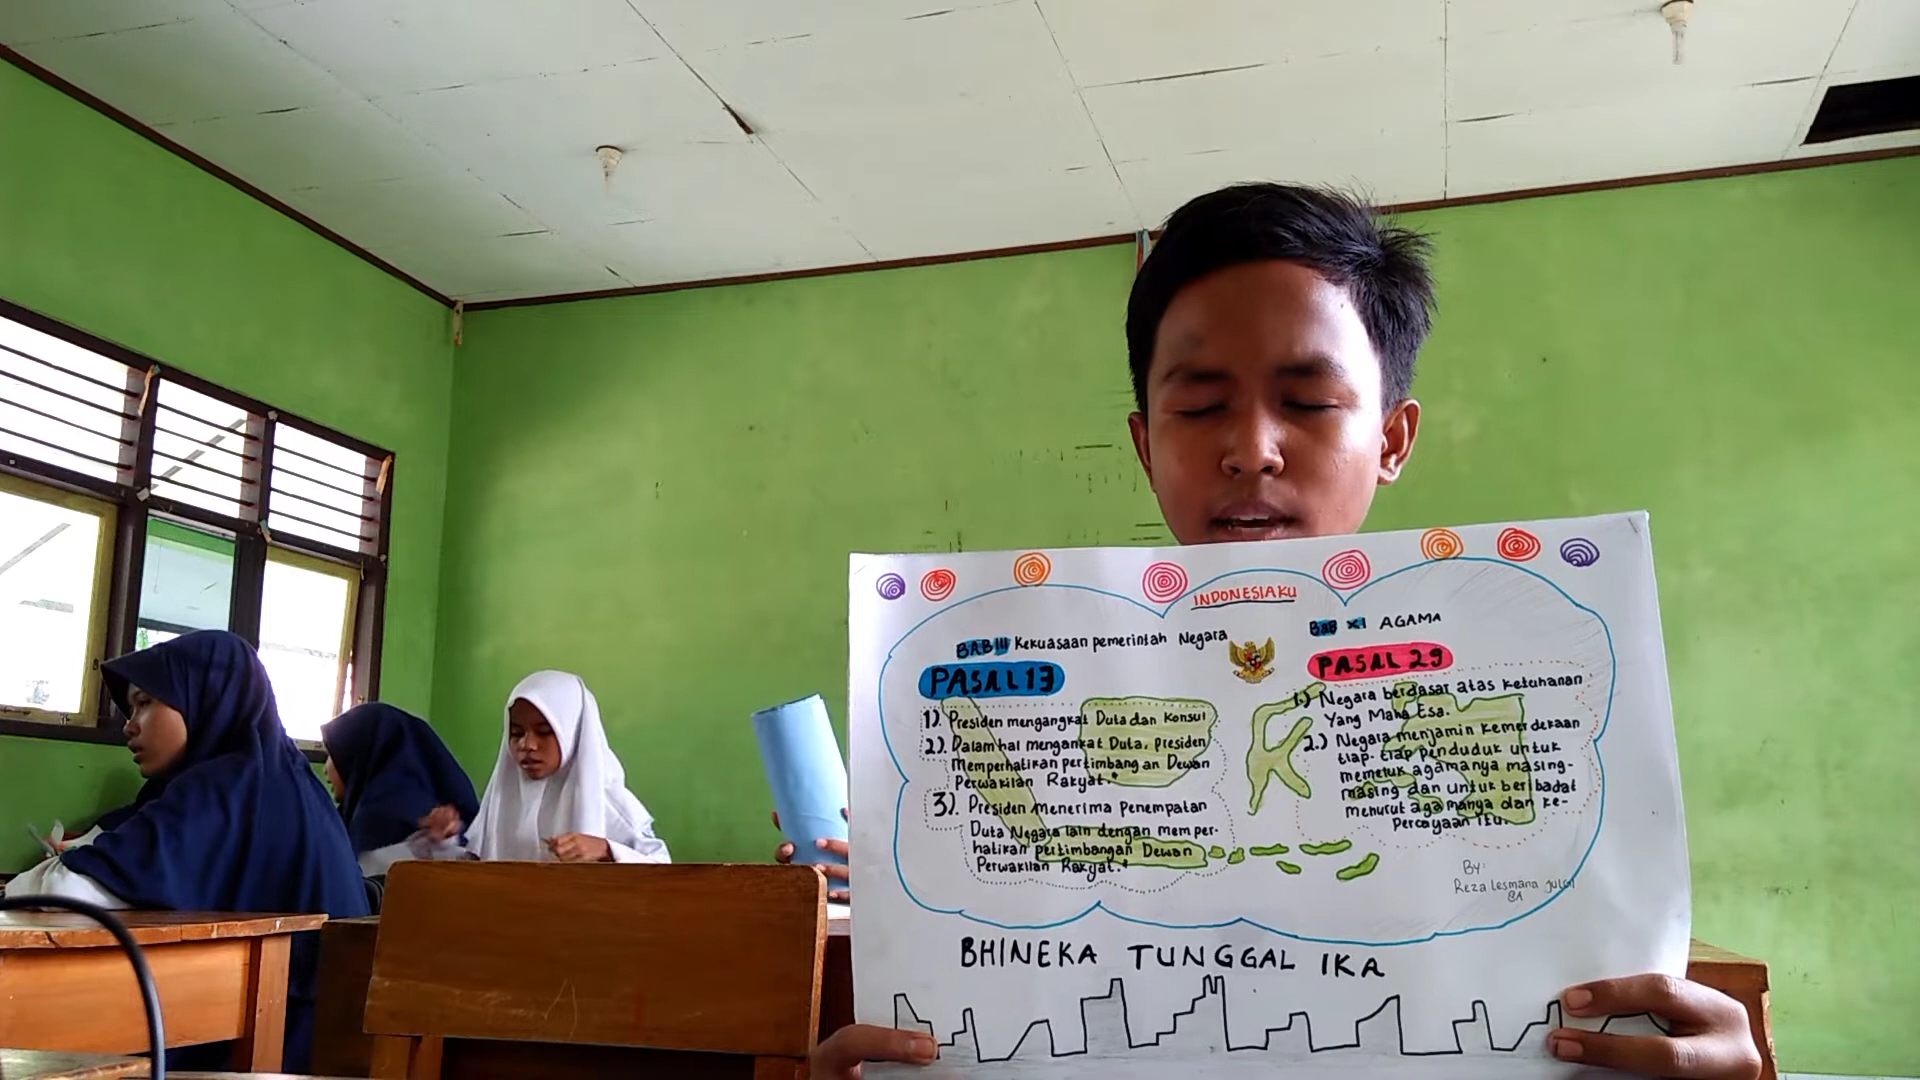 INDONESIAKU
BAB III Kekuasaan pemerintah Negara
PASAL 13
1). Presiden mengangkat Duta dan Konsul
2). Dalam hal mengankat Duta, presiden
Memperhatikan pertimbangan Dewan
Perwakilan Rakyat."
3). Presiden Menerima Penempatan
Duta Negara lain dengan memper-
hatikan pertimbangan Dewan
Perwakilan Rakyat."
BAB XI AGAMA
PASAL 29
1.) Negara berdasar atas Ketuhanan
Yang Maha Esa.
2.) Negara menjamin Kemerdekaan
tiap-tiap penduduk untuk
memeluk agamanya masing-
masing dan untuk beribadat
menurut agamanya dan Ke-
Percayaan itu.
By:
Reza Lesmana
BHINEKA TUNGGAL IKA